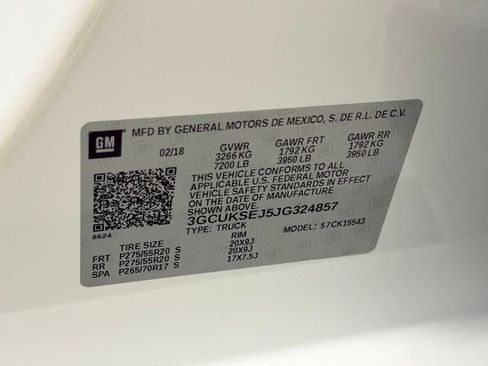 GM
MFD BY GENERAL MOTORS DE MEXICO, S. DE R.L. DE C.V.
02/18 GVWR GAWR FRT GAWR RR
3266 KG 1792 KG 1792 KG
7200 LB 3950 LB 3950 LB
THIS VEHICLE CONFORMS TO ALL
APPLICABLE U.S. FEDERAL MOTOR
VEHICLE SAFETY STANDARDS IN EFFECT
ON THE DATE OF MANUFACTURE
SHOWN ABOVE.
3GCUKSEJ5JG324857
8624
TYPE: TRUCK MODEL: 57CK15543
TIRE SIZE RIM
FRT P275/55R20 S 20X9J
RR P275/55R20 S 20X9J
SPA P265/70R17 S 17X7.5J